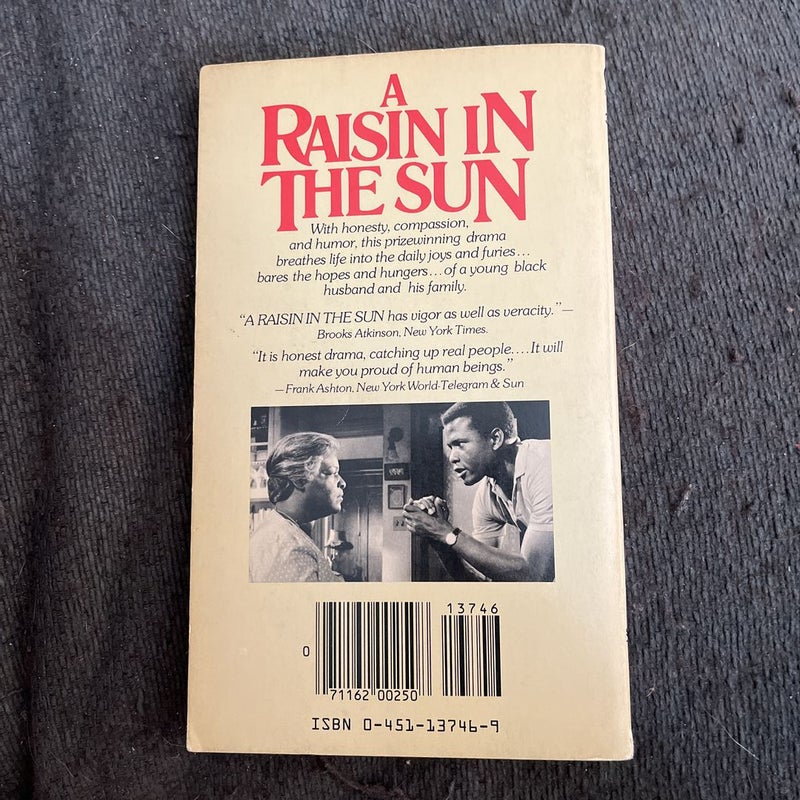 A
RAISIN IN
THE SUN
With honesty, compassion,
and humor, this prizewinning drama
breathes life into the daily joys and furies...
bares the hopes and hungers...of a young black
husband and his family.
“A RAISIN IN THE SUN has vigor as well as veracity.”—
Brooks Atkinson, New York Times.
“It is honest drama, catching up real people....It will
make you proud of human beings.”
—Frank Ashton, New York World-Telegram & Sun
13746
0
71162 00250
ISBN 0-451-13746-9